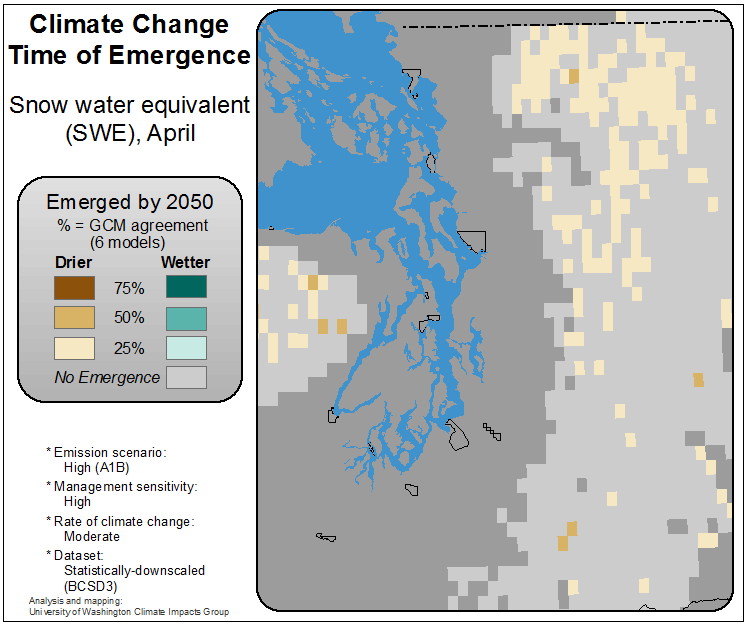 Climate Change
Time of Emergence
Snow water equivalent
(SWE), April
Emerged by 2050
% = GCM agreement
(6 models)
Drier Wetter
75%
50%
25%
No Emergence
* Emission scenario:
High (A1B)
* Management sensitivity:
High
* Rate of climate change:
Moderate
* Dataset:
Statistically-downscaled
(BCSD3)
Analysis and mapping:
University of Washington Climate Impacts Group